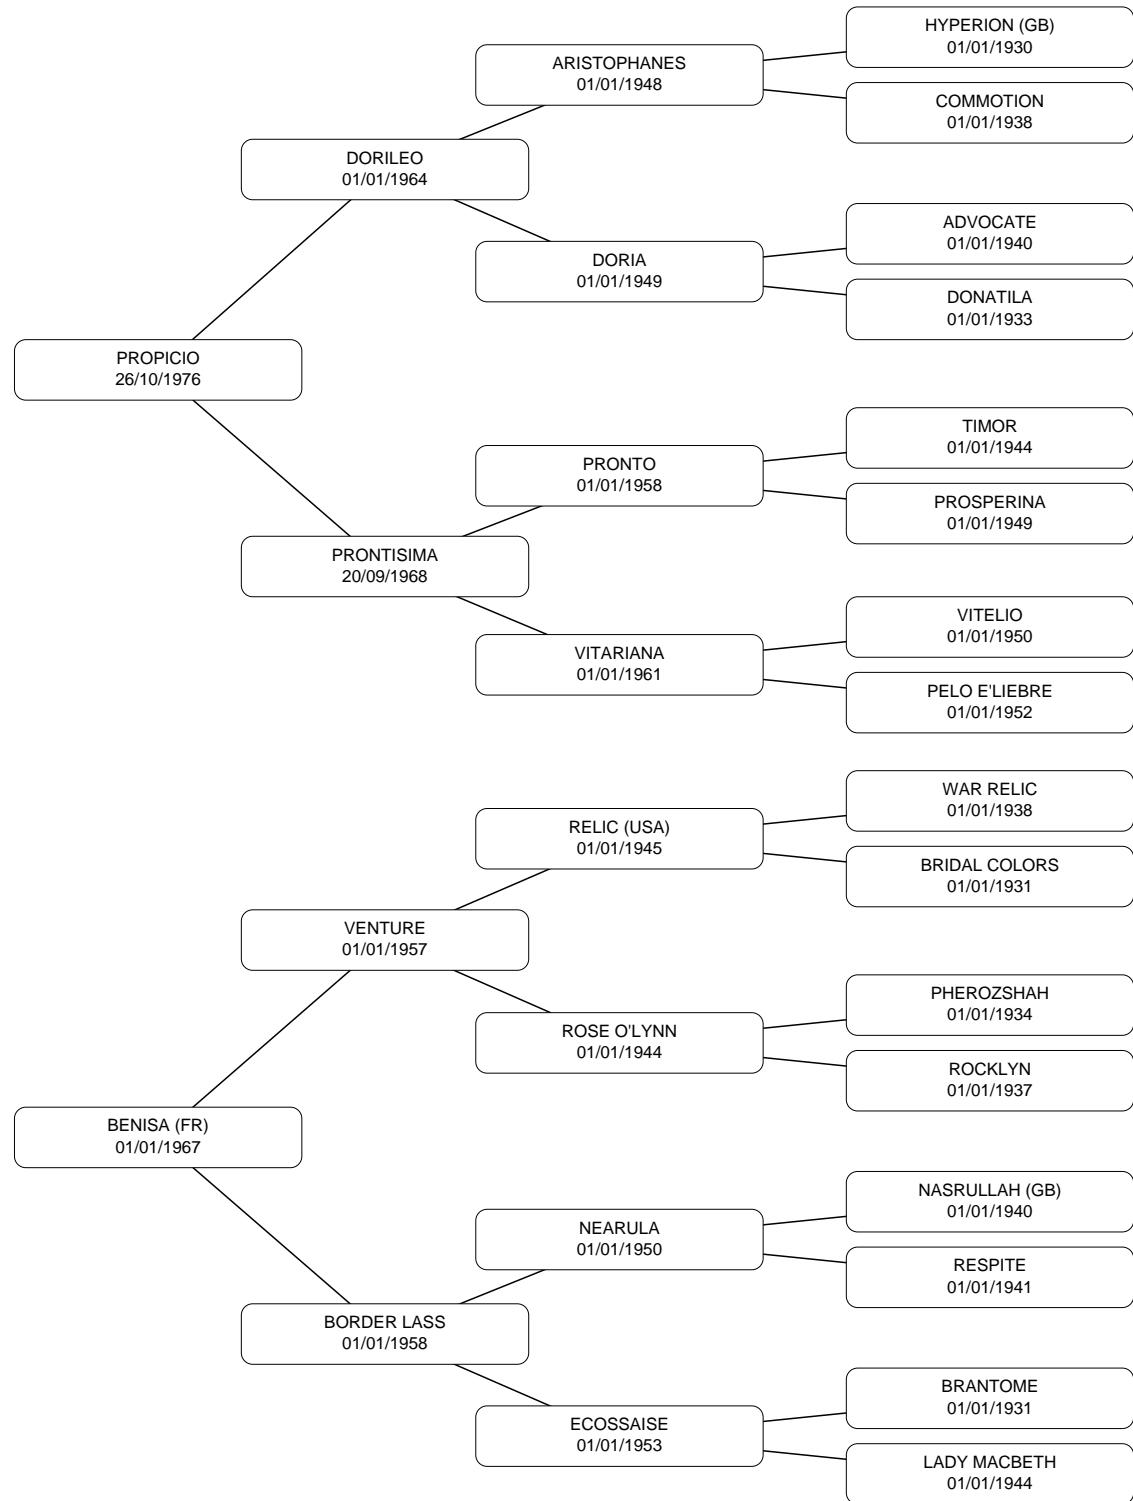 HYPERION (GB)
01/01/1930
ARISTOPHANES
01/01/1948
COMMOTION
01/01/1938
DORILEO
01/01/1964
ADVOCATE
01/01/1940
DORIA
01/01/1949
DONATILA
01/01/1933
PROPICIO
26/10/1976
TIMOR
01/01/1944
PRONTO
01/01/1958
PROSPERINA
01/01/1949
PRONTISIMA
20/09/1968
VITELIO
01/01/1950
VITARIANA
01/01/1961
PELO E'LIEBRE
01/01/1952
WAR RELIC
01/01/1938
RELIC (USA)
01/01/1945
BRIDAL COLORS
01/01/1931
VENTURE
01/01/1957
PHEROZSHAH
01/01/1934
ROSE O'LYNN
01/01/1944
ROCKLYN
01/01/1937
BENISA (FR)
01/01/1967
NASRULLAH (GB)
01/01/1940
NEARULA
01/01/1950
RESPITE
01/01/1941
BORDER LASS
01/01/1958
BRANTOME
01/01/1931
ECOSSAISE
01/01/1953
LADY MACBETH
01/01/1944